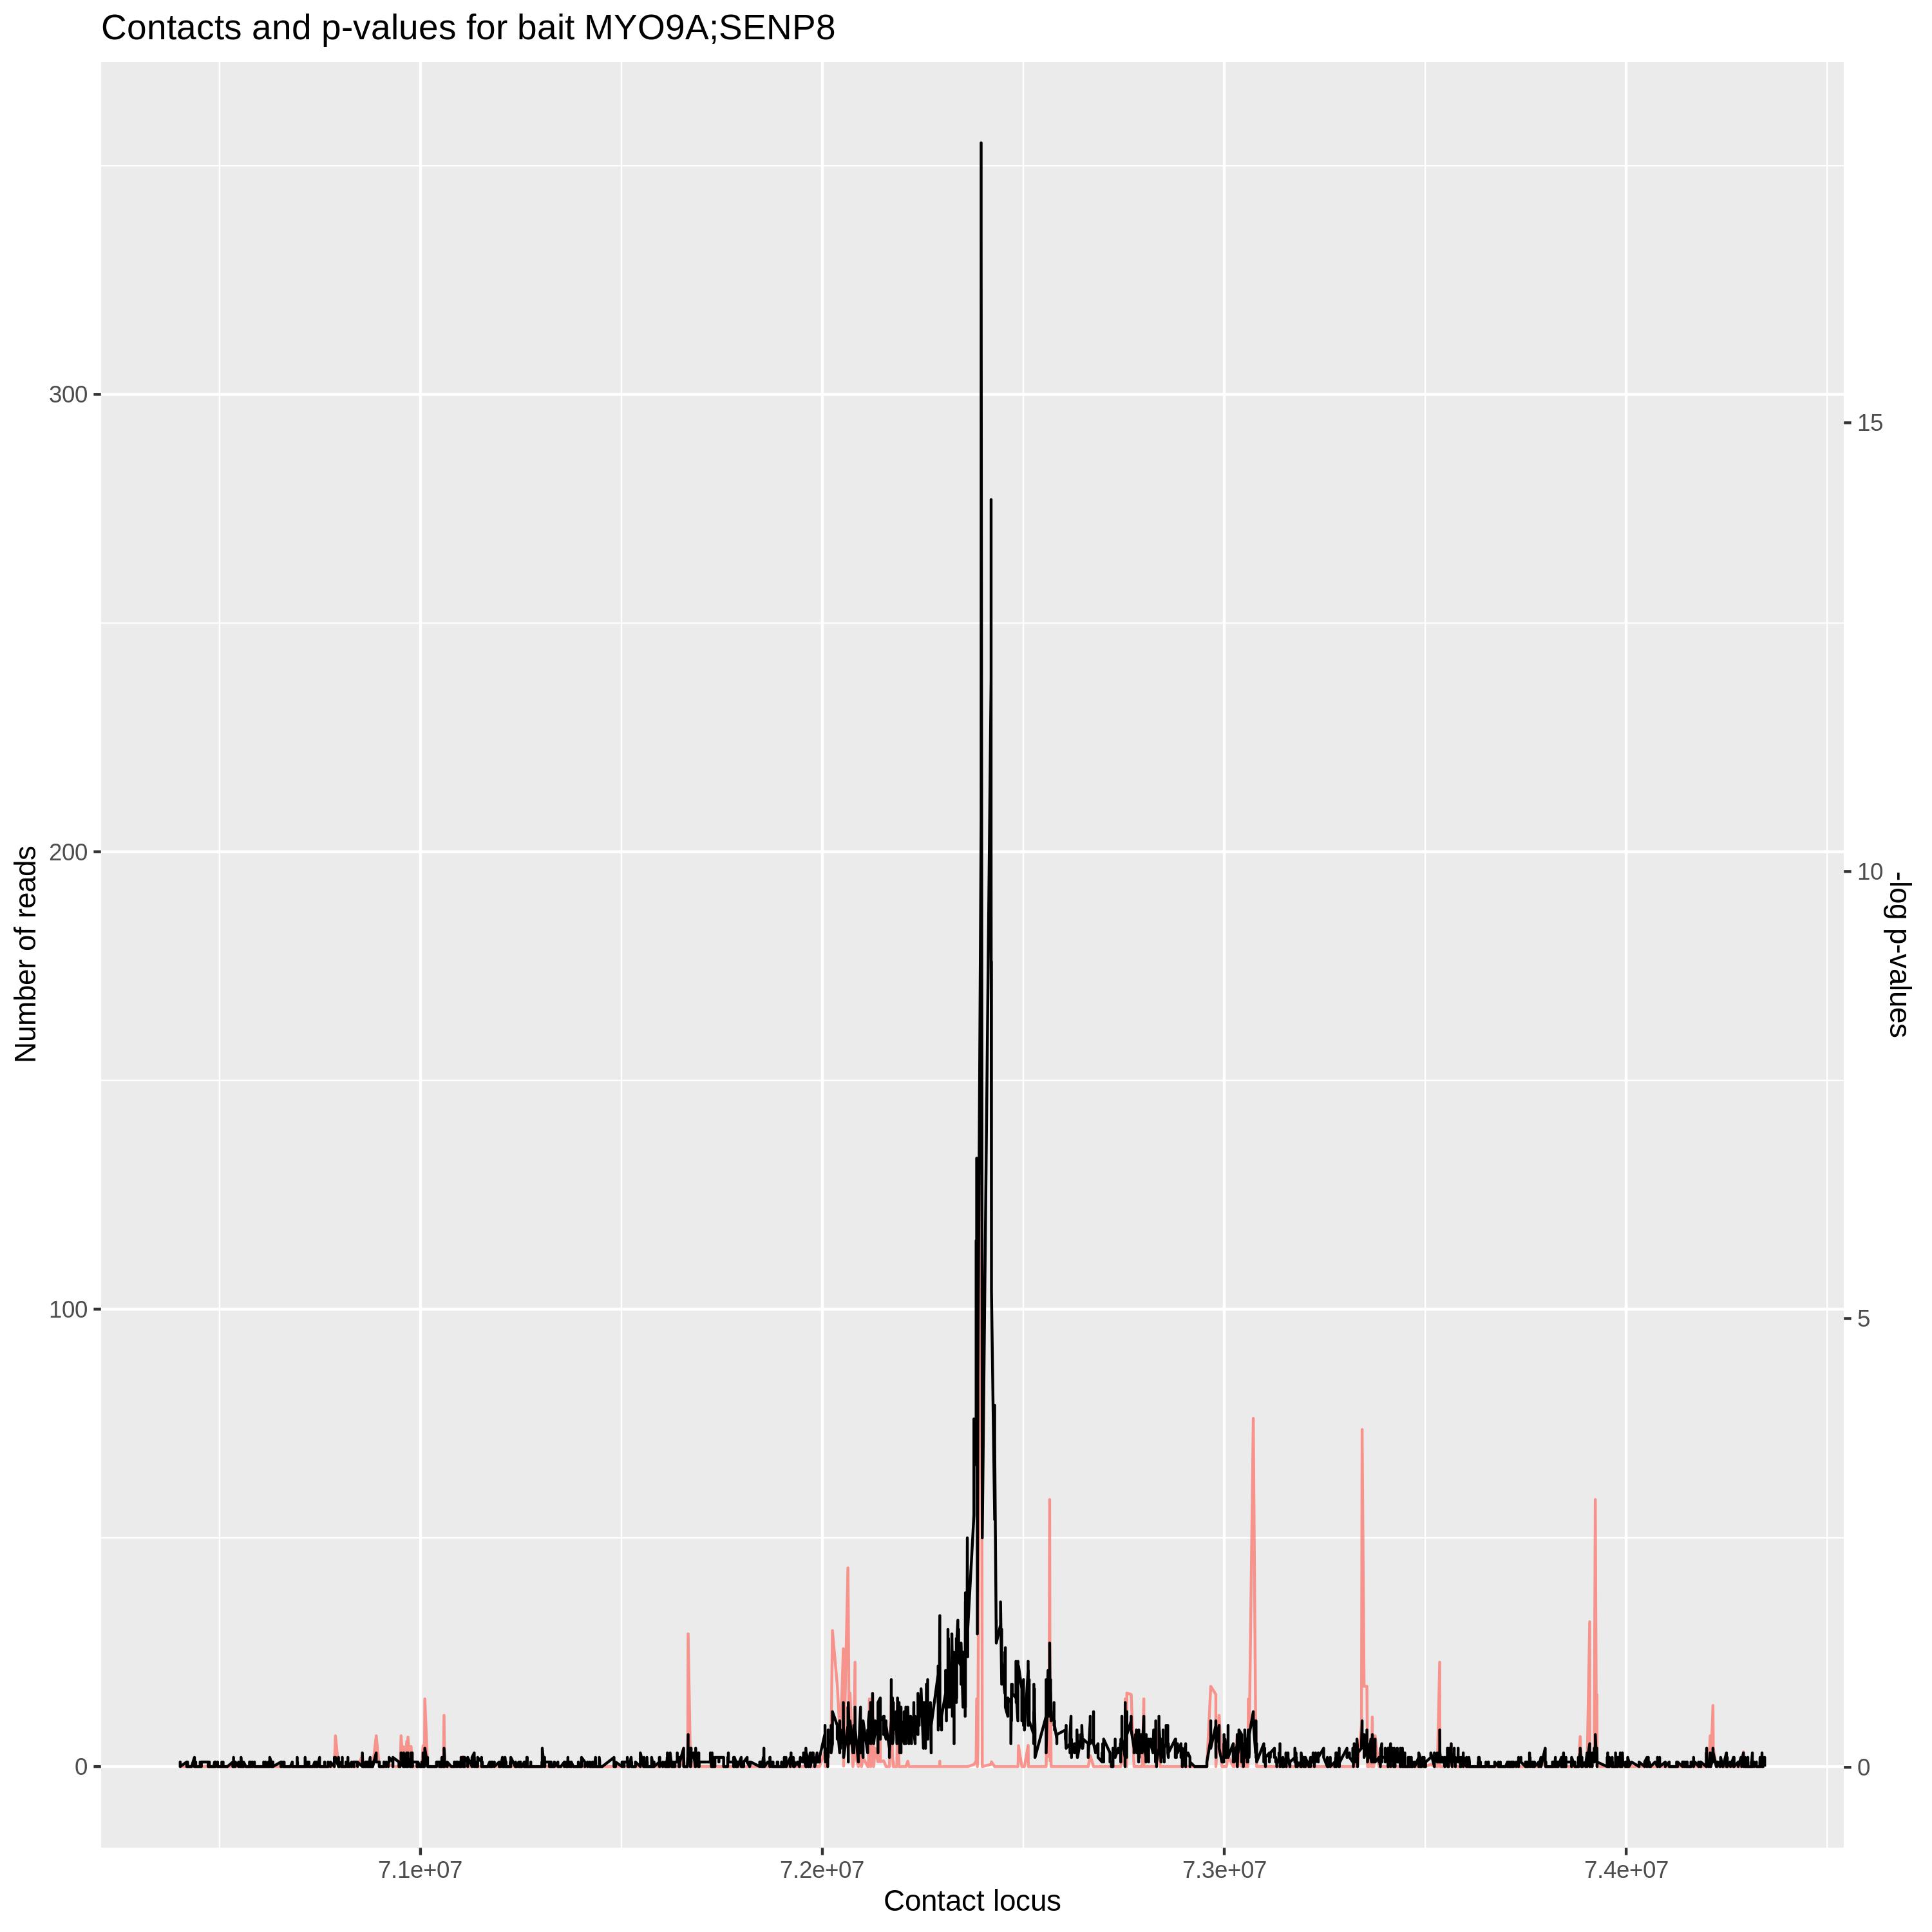 Contacts and p-values for bait MYO9A;SENP8
Number of reads
300
200
100
0
15
10
5
0
-log p-values
7.1e+07
7.2e+07
7.3e+07
7.4e+07
Contact locus